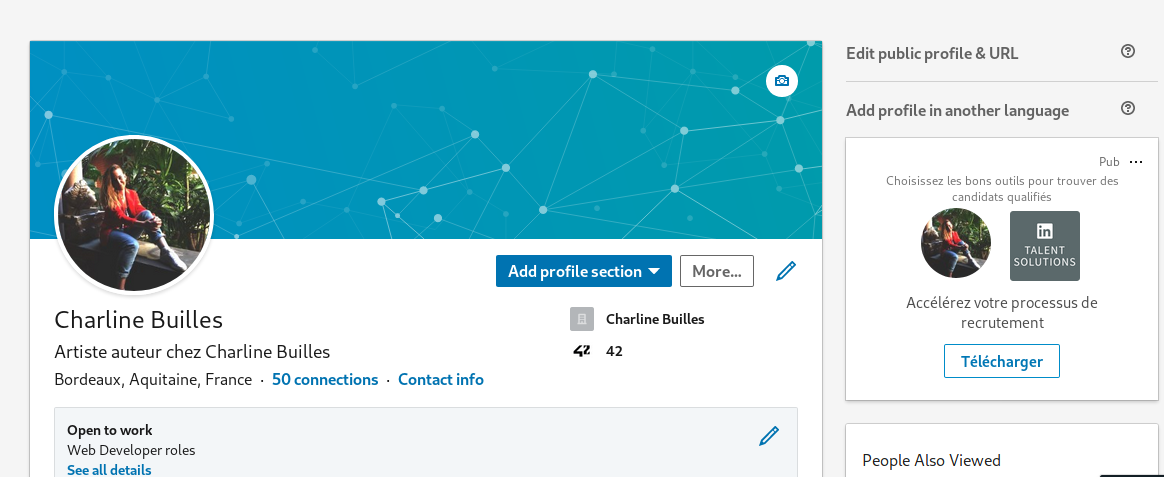 Edit public profile & URL
Add profile in another language
Pub
Choisissez les bons outils pour trouver des
candidats qualifiés
in
TALENT
SOLUTIONS
Accélérez votre processus de
recrutement
Télécharger
People Also Viewed
Add profile section
More...
Charline Builles
Artiste auteur chez Charline Builles
Bordeaux, Aquitaine, France · 50 connections · Contact info
Charline Builles
42 42
Open to work
Web Developer roles
See all details